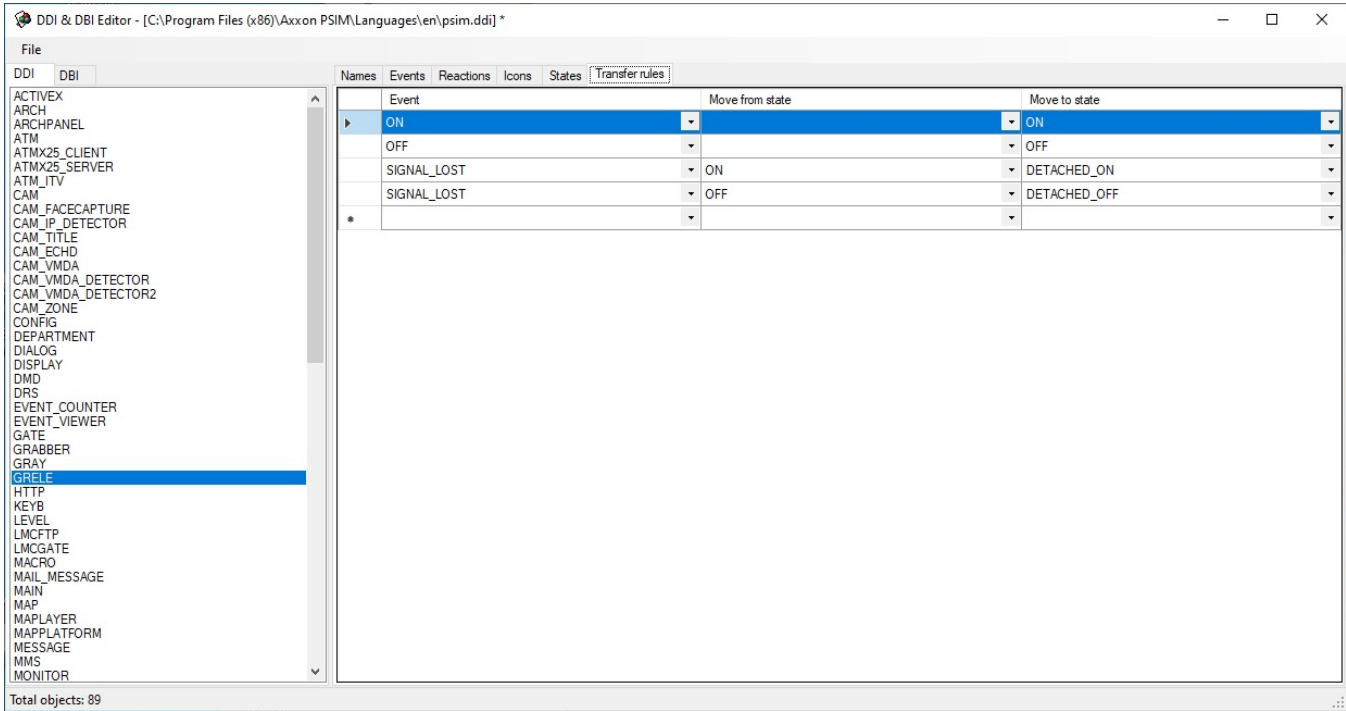 DDI & DBI Editor - [C:\Program Files (x86)\Axxon PSIM\Languages\en\psim.ddi] *
File
DDI DBI
Names Events Reactions Icons States Transfer rules
ACTIVEX
ARCH
ARCHPANEL
ATM
ATMX25_CLIENT
ATMX25_SERVER
ATM_ITV
CAM
CAM_FACECAPTURE
CAM_IP_DETECTOR
CAM_TITLE
CAM_ECHD
CAM_VMDA
CAM_VMDA_DETECTOR
CAM_VMDA_DETECTOR2
CAM_ZONE
CONFIG
DEPARTMENT
DIALOG
DISPLAY
DMD
DRS
EVENT_COUNTER
EVENT_VIEWER
GATE
GRABBER
GRAY
GRELE
HTTP
KEYB
LEVEL
LMCFTP
LMCGATE
MACRO
MAIL_MESSAGE
MAIN
MAP
MAPLAYER
MAPPLATFORM
MESSAGE
MMS
MONITOR
Event Move from state Move to state
ON ON
OFF OFF
SIGNAL_LOST ON DETACHED_ON
SIGNAL_LOST OFF DETACHED_OFF
Total objects: 89